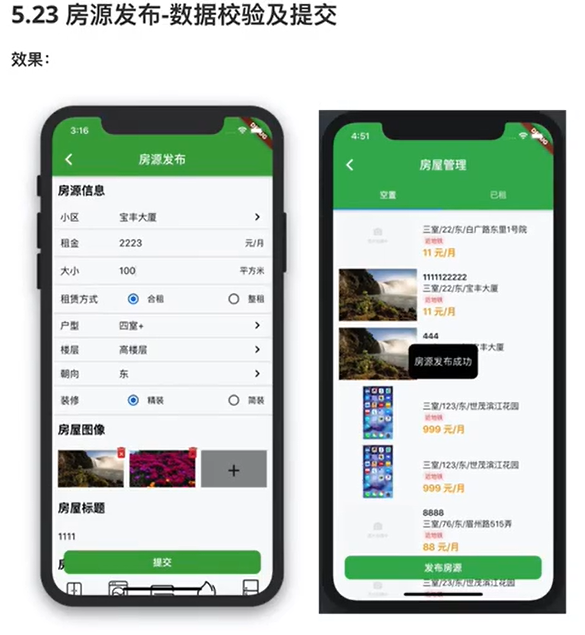 5.23 房源发布-数据校验及提交
效果：
3:16
房源发布
房源信息
小区 宝丰大厦
租金 2223 元/月
大小 100 平方米
租赁方式 合租 整租
户型 四室+
楼层 高楼层
朝向 东
装修 精装 简装
房屋图像
+
房屋标题
1111
提交
4:51
房屋管理
空置 已租
三室/22/东/白广路东里1号院
近地铁
11 元/月
1111122222
三室/22/东/宝丰大厦
近地铁
11 元/月
444
丰大厦
房源发布成功
三室/123/东/世茂滨江花园
近地铁
999 元/月
三室/123/东/世茂滨江花园
近地铁
999 元/月
8888
三室/76/东/眉州路515弄
近地铁
88 元/月
发布房源
三室/23/东/世茂滨江花园